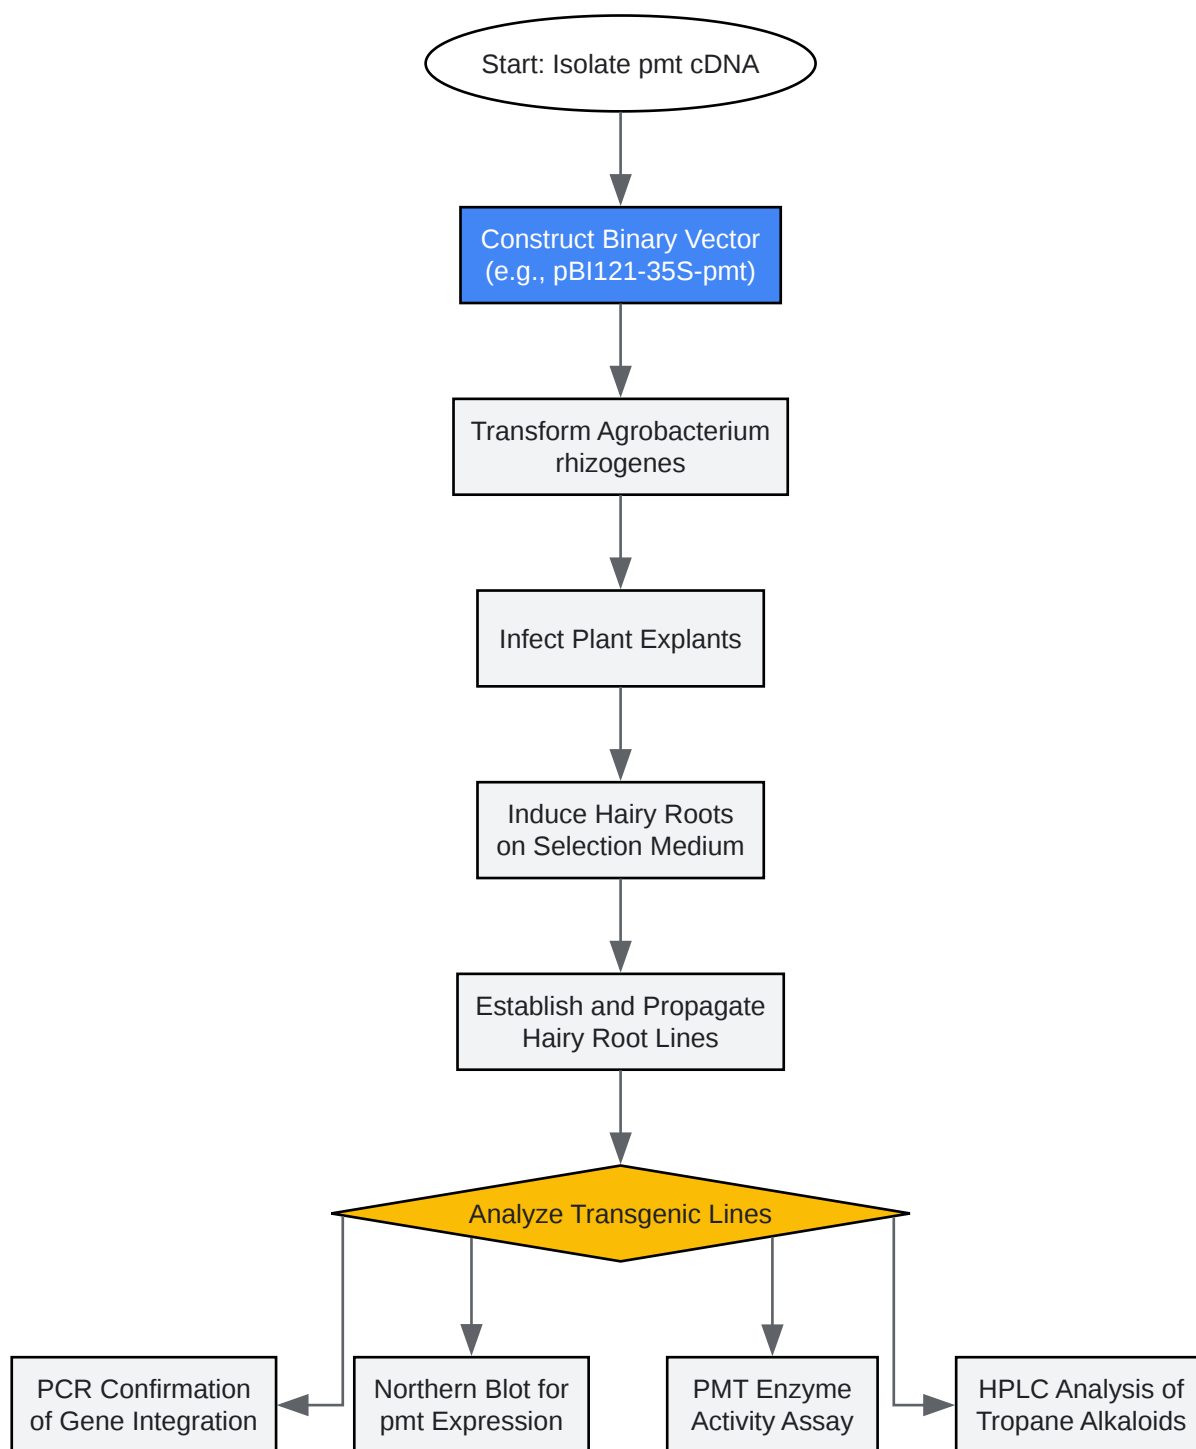 Start: Isolate pmt cDNA
Construct Binary Vector
(e.g., pBI121-35S-pmt)
Transform Agrobacterium
rhizogenes
Infect Plant Explants
Induce Hairy Roots
on Selection Medium
Establish and Propagate
Hairy Root Lines
Analyze Transgenic Lines
PCR Confirmation
of Gene Integration
Northern Blot for
pmt Expression
PMT Enzyme
Activity Assay
HPLC Analysis of
Tropane Alkaloids